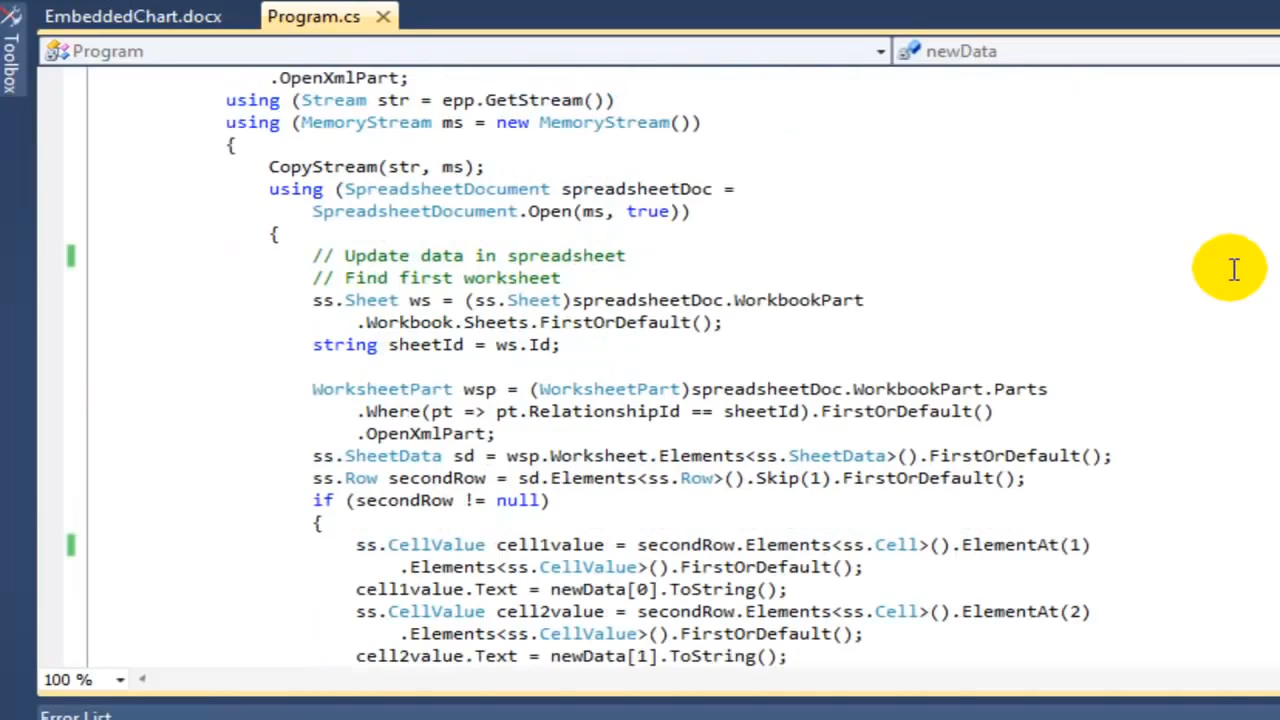 EmbeddedChart.docx Program.cs
Toolbox
Program newData
.OpenXmlPart;
using (Stream str = epp.GetStream())
using (MemoryStream ms = new MemoryStream())
{
CopyStream(str, ms);
using (SpreadsheetDocument spreadsheetDoc =
SpreadsheetDocument.Open(ms, true))
{
// Update data in spreadsheet
// Find first worksheet
ss.Sheet ws = (ss.Sheet)spreadsheetDoc.WorkbookPart
.Workbook.Sheets.FirstOrDefault();
string sheetId = ws.Id;
WorksheetPart wsp = (WorksheetPart)spreadsheetDoc.WorkbookPart.Parts
.Where(pt => pt.RelationshipId == sheetId).FirstOrDefault()
.OpenXmlPart;
ss.SheetData sd = wsp.Worksheet.Elements<ss.SheetData>().FirstOrDefault();
ss.Row secondRow = sd.Elements<ss.Row>().Skip(1).FirstOrDefault();
if (secondRow != null)
{
ss.CellValue cell1value = secondRow.Elements<ss.Cell>().ElementAt(1)
.Elements<ss.CellValue>().FirstOrDefault();
cell1value.Text = newData[0].ToString();
ss.CellValue cell2value = secondRow.Elements<ss.Cell>().ElementAt(2)
.Elements<ss.CellValue>().FirstOrDefault();
cell2value.Text = newData[1].ToString();
100 %
Error List